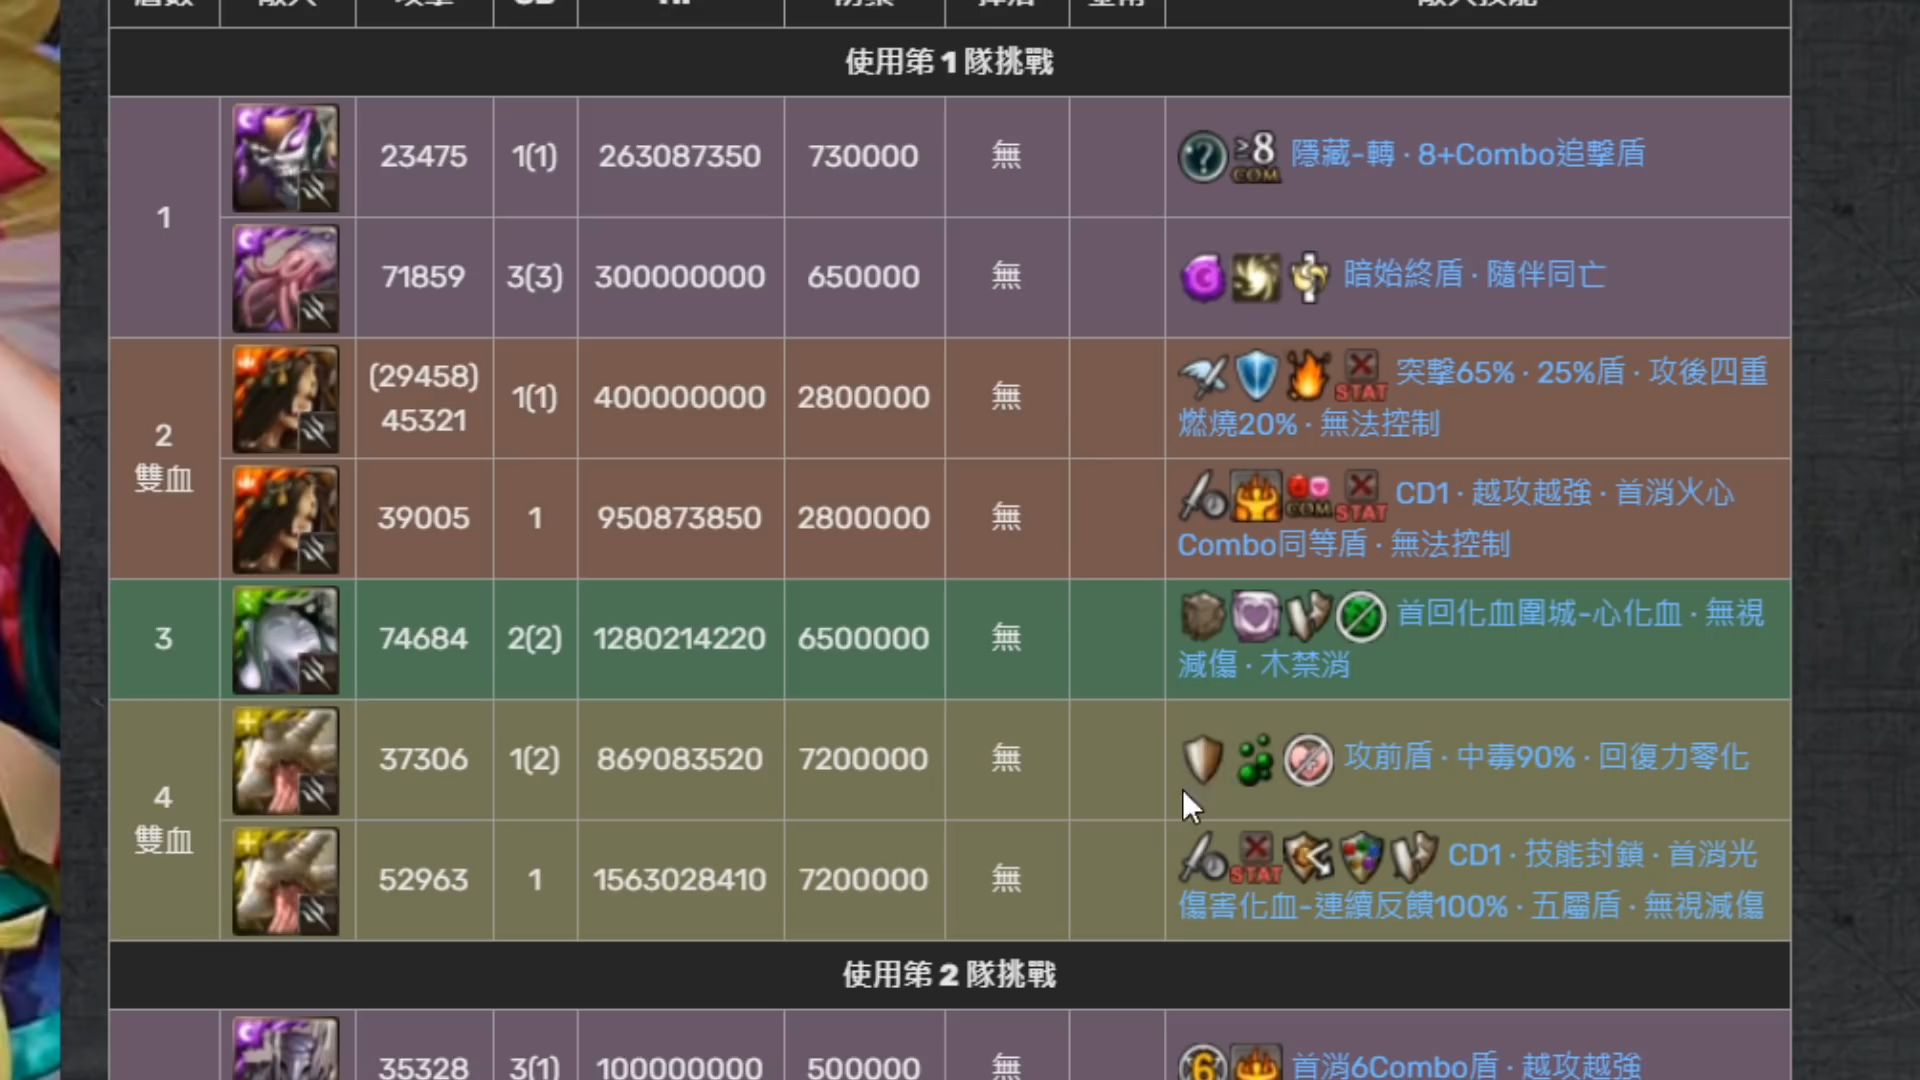 使用第 1 隊挑戰
1
23475
1(1)
263087350
730000
無
≥8
COM
隱藏-轉 · 8+Combo追擊盾
71859
3(3)
300000000
650000
無
暗始終盾 · 隨伴同亡
2
雙血
(29458)
45321
1(1)
400000000
2800000
無
STAT
突擊65% · 25%盾 · 攻後四重
燃燒20% · 無法控制
39005
1
950873850
2800000
無
COM
STAT
CD1 · 越攻越強 · 首消火心
Combo同等盾 · 無法控制
3
74684
2(2)
1280214220
6500000
無
首回化血圍城-心化血 · 無視
減傷 · 木禁消
4
雙血
37306
1(2)
869083520
7200000
無
攻前盾 · 中毒90% · 回復力零化
52963
1
1563028410
7200000
無
STAT
CD1 · 技能封鎖 · 首消光
傷害化血-連續反饋100% · 五屬盾 · 無視減傷
使用第 2 隊挑戰
35328
3(1)
100000000
500000
無
6
首消6Combo盾 · 越攻越強